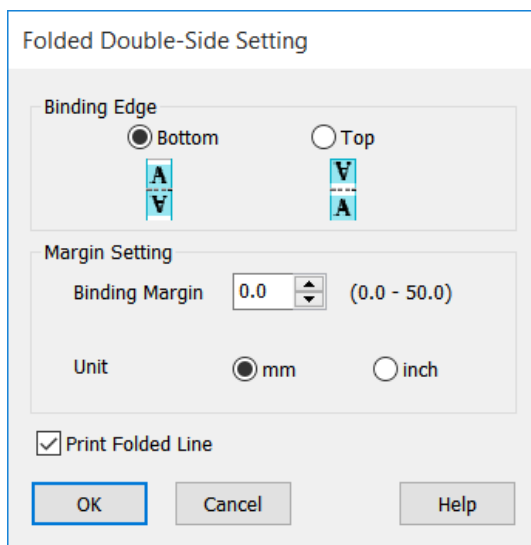 Folded Double-Side Setting
Binding Edge
Bottom Top
A A
A A
Margin Setting
Binding Margin 0.0 (0.0 - 50.0)
Unit mm inch
Print Folded Line
OK Cancel Help